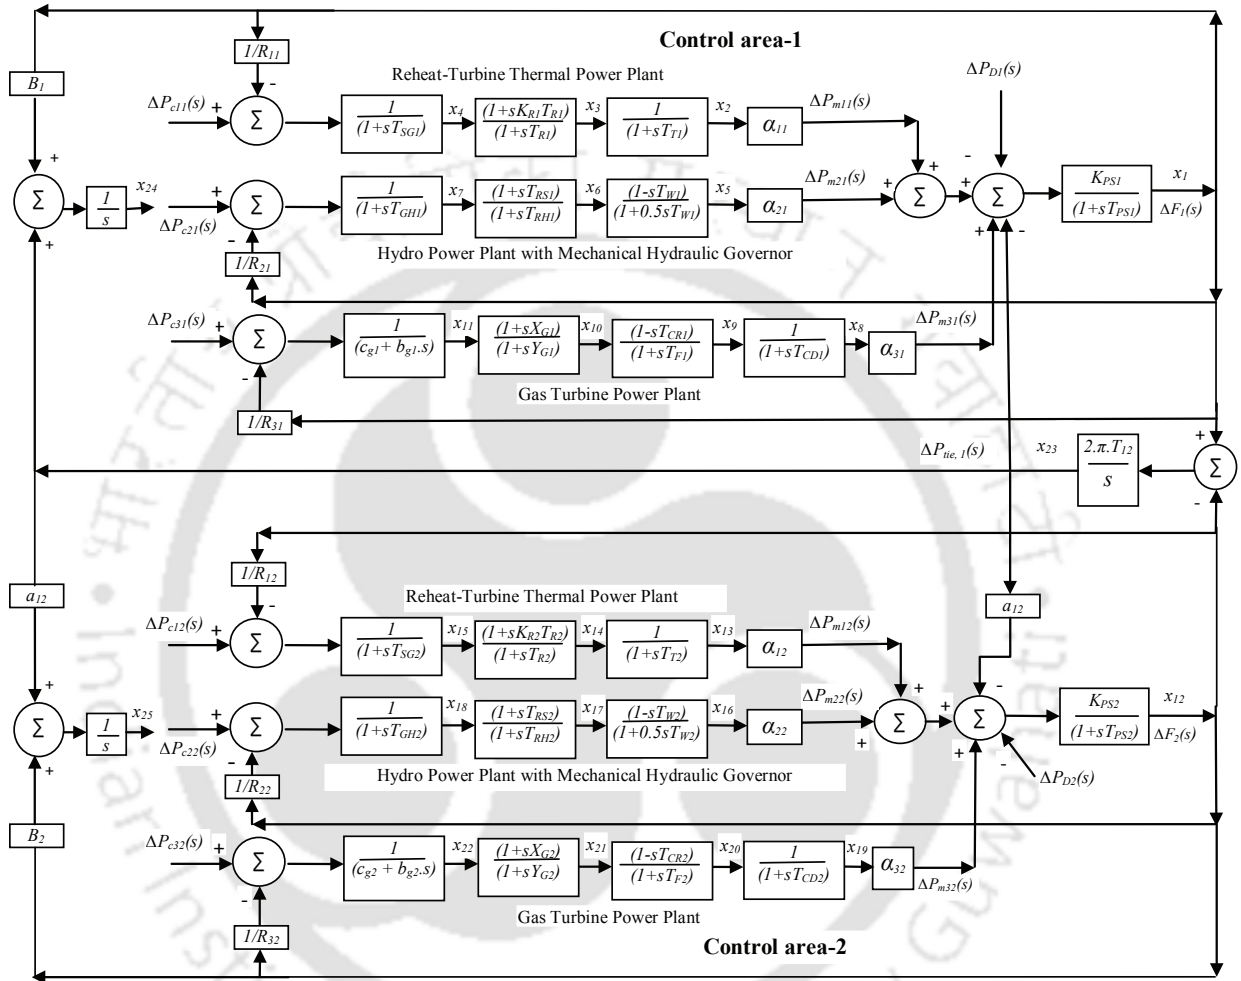 Control area-1
1/R11
B1
Reheat-Turbine Thermal Power Plant
ΔPD1(s)
ΔPc11(s) + - Σ 1/(1+sTSG1) x4 (1+sKR1TR1)/(1+sTR1) x3 1/(1+sTT1) x2 α11 ΔPm11(s)
+ Σ + 1/s x24
ΔPc21(s) + - Σ 1/(1+sTGH1) x7 (1+sTRS1)/(1+sTRH1) x6 (1-sTW1)/(1+0.5sTW1) x5 α21 ΔPm21(s) + + Σ + - + - Σ KPS1/(1+sTPS1) x1 ΔF1(s)
Hydro Power Plant with Mechanical Hydraulic Governor
1/R21
ΔPc31(s) + - Σ 1/(cg1 + bg1.s) x11 (1+sXG1)/(1+sYG1) x10 (1-sTCR1)/(1+sTF1) x9 1/(1+sTCD1) x8 α31 ΔPm31(s)
Gas Turbine Power Plant
1/R31
ΔPtie, 1(s) x23 2.π.T12/s + - Σ
1/R12
a12
Reheat-Turbine Thermal Power Plant
a12
ΔPc12(s) + - Σ 1/(1+sTSG2) x15 (1+sKR2TR2)/(1+sTR2) x14 1/(1+sTT2) x13 α12 ΔPm12(s)
+ Σ + 1/s x25
ΔPc22(s) + - Σ 1/(1+sTGH2) x18 (1+sTRS2)/(1+sTRH2) x17 (1-sTW2)/(1+0.5sTW2) x16 α22 ΔPm22(s) + + Σ + - + - Σ KPS2/(1+sTPS2) x12 ΔF2(s)
Hydro Power Plant with Mechanical Hydraulic Governor
ΔPD2(s)
1/R22
B2
ΔPc32(s) + - Σ 1/(cg2 + bg2.s) x22 (1+sXG2)/(1+sYG2) x21 (1-sTCR2)/(1+sTF2) x20 1/(1+sTCD2) x19 α32 ΔPm32(s)
Gas Turbine Power Plant
1/R32
Control area-2